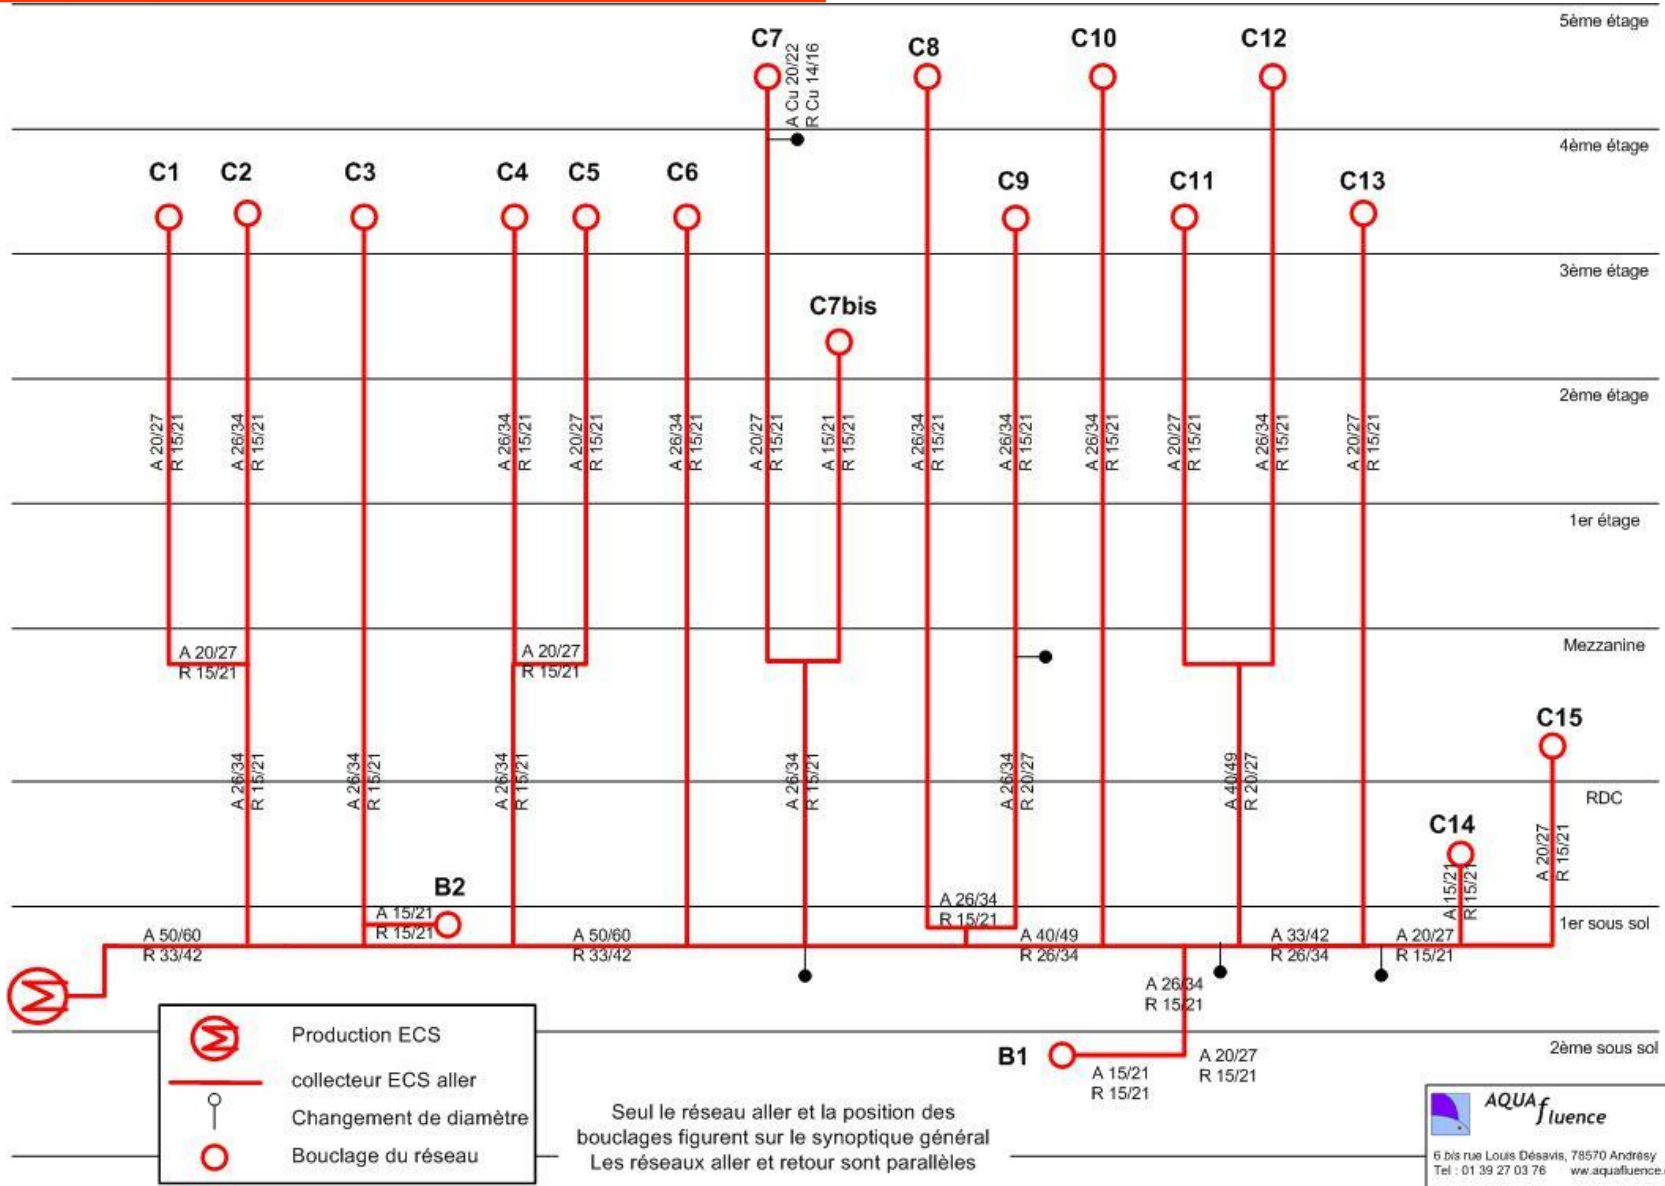 5ème étage
C7
C8
C10
C12
A Cu 20/22
R Cu 14/16
4ème étage
C1
C2
C3
C4
C5
C6
C9
C11
C13
3ème étage
C7bis
2ème étage
A 20/27
R 15/21
A 26/34
R 15/21
A 26/34
R 15/21
A 20/27
R 15/21
A 26/34
R 15/21
A 20/27
R 15/21
A 15/21
R 15/21
A 26/34
R 15/21
A 26/34
R 15/21
A 26/34
R 15/21
A 20/27
R 15/21
A 26/34
R 15/21
A 20/27
R 15/21
1er étage
Mezzanine
A 20/27
R 15/21
A 20/27
R 15/21
C15
A 26/34
R 15/21
A 26/34
R 15/21
A 26/34
R 15/21
A 26/34
R 15/21
A 26/34
R 20/27
A 40/49
R 20/27
RDC
C14
A 15/21
R 15/21
A 20/27
R 15/21
B2
A 15/21
R 15/21
A 26/34
R 15/21
1er sous sol
A 50/60
R 33/42
A 50/60
R 33/42
A 40/49
R 26/34
A 33/42
R 26/34
A 20/27
R 15/21
A 26/34
R 15/21
2ème sous sol
B1
A 15/21
R 15/21
A 20/27
R 15/21
Production ECS
collecteur ECS aller
Changement de diamètre
Bouclage du réseau
Seul le réseau aller et la position des
bouclages figurent sur le synoptique général
Les réseaux aller et retour sont parallèles
AQUAfluence
6 bis rue Louis Désavis, 78570 Andrésy
Tel : 01 39 27 03 76 ww.aquafluence.